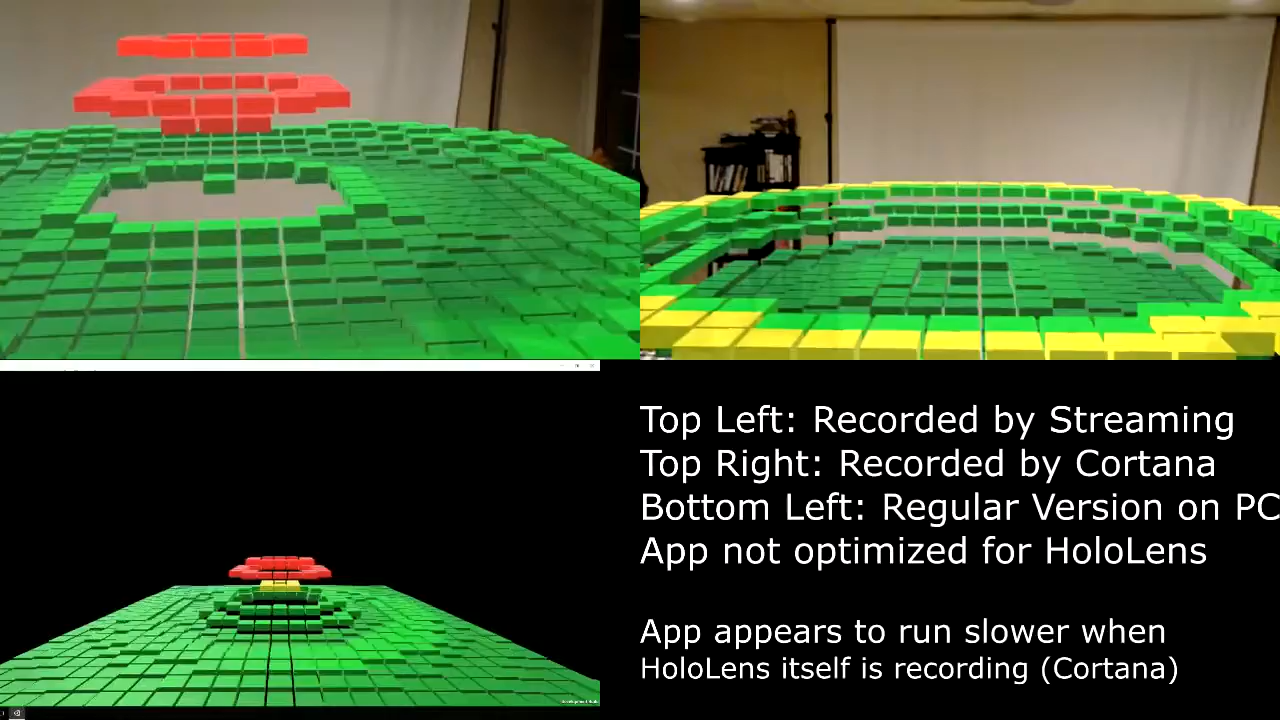 Top Left: Recorded by Streaming
Top Right: Recorded by Cortana
Bottom Left: Regular Version on PC
App not optimized for HoloLens
App appears to run slower when
HoloLens itself is recording (Cortana)